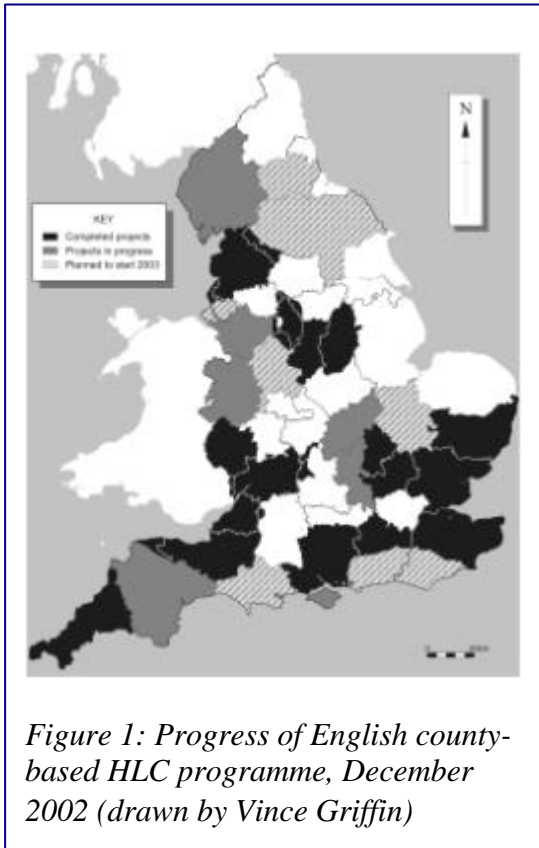 N
KEY
Completed projects
Projects in progress
Planned to start 2003
0
Figure 1: Progress of English county-
based HLC programme, December
2002 (drawn by Vince Griffin)